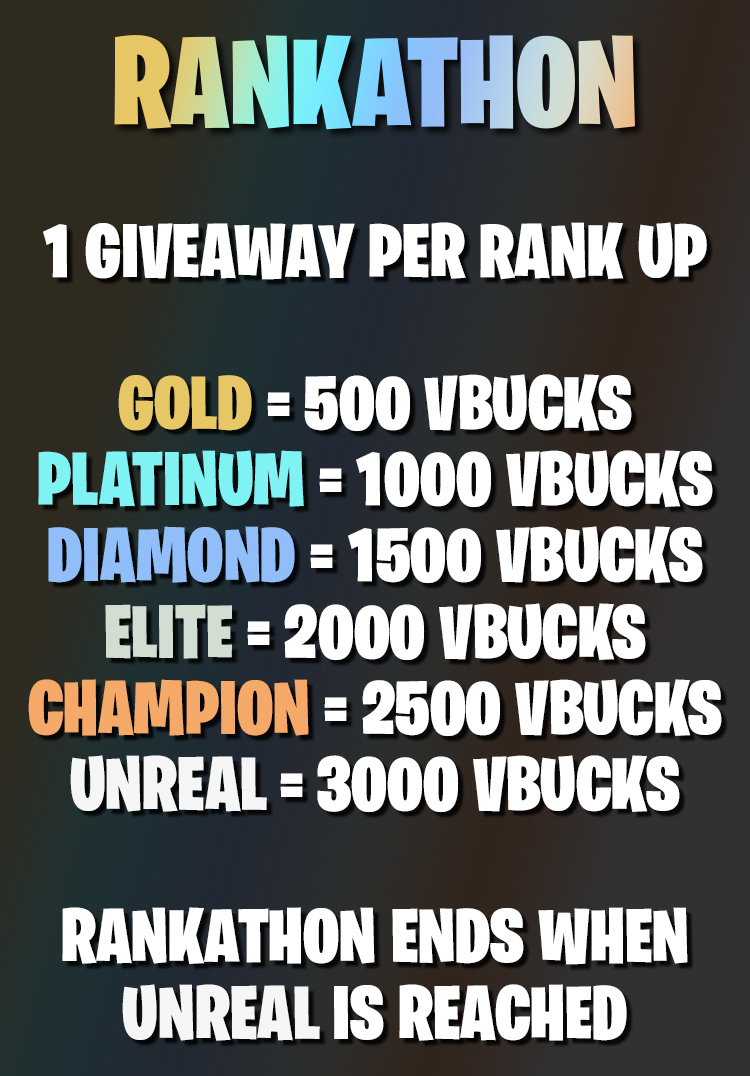 RANKATHON
1 GIVEAWAY PER RANK UP
GOLD = 500 VBUCKS
PLATINUM = 1000 VBUCKS
DIAMOND = 1500 VBUCKS
ELITE = 2000 VBUCKS
CHAMPION = 2500 VBUCKS
UNREAL = 3000 VBUCKS
RANKATHON ENDS WHEN
UNREAL IS REACHED